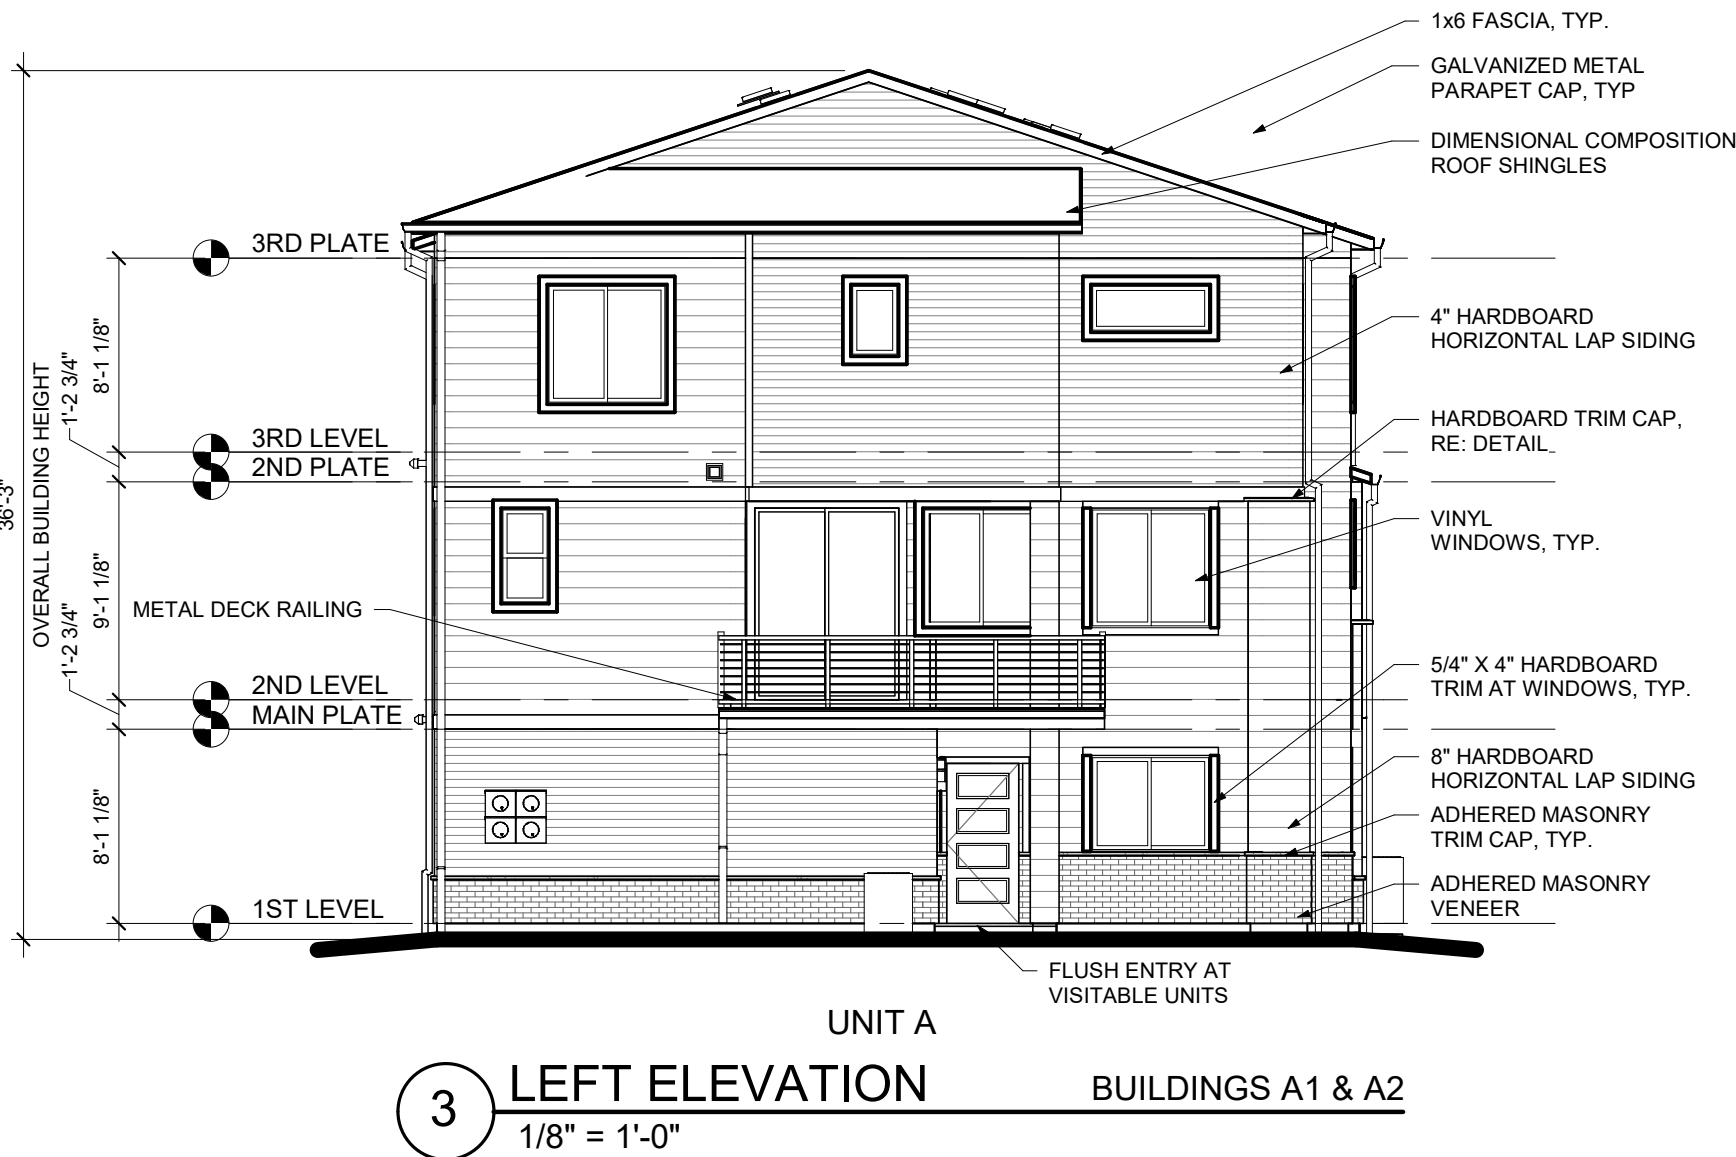 1x6 FASCIA, TYP.
GALVANIZED METAL
PARAPET CAP, TYP
DIMENSIONAL COMPOSITION
ROOF SHINGLES
4" HARDBOARD
HORIZONTAL LAP SIDING
HARDBOARD TRIM CAP,
RE: DETAIL
VINYL
WINDOWS, TYP.
5/4" X 4" HARDBOARD
TRIM AT WINDOWS, TYP.
8" HARDBOARD
HORIZONTAL LAP SIDING
ADHERED MASONRY
TRIM CAP, TYP.
ADHERED MASONRY
VENEER
3RD PLATE
3RD LEVEL
2ND PLATE
METAL DECK RAILING
2ND LEVEL
MAIN PLATE
1ST LEVEL
36'-3"
OVERALL BUILDING HEIGHT
1'-2 3/4"
8'-1 1/8"
9'-1 1/8"
1'-2 3/4"
8'-1 1/8"
FLUSH ENTRY AT
VISITABLE UNITS
UNIT A
3
LEFT ELEVATION
BUILDINGS A1 & A2
1/8" = 1'-0"